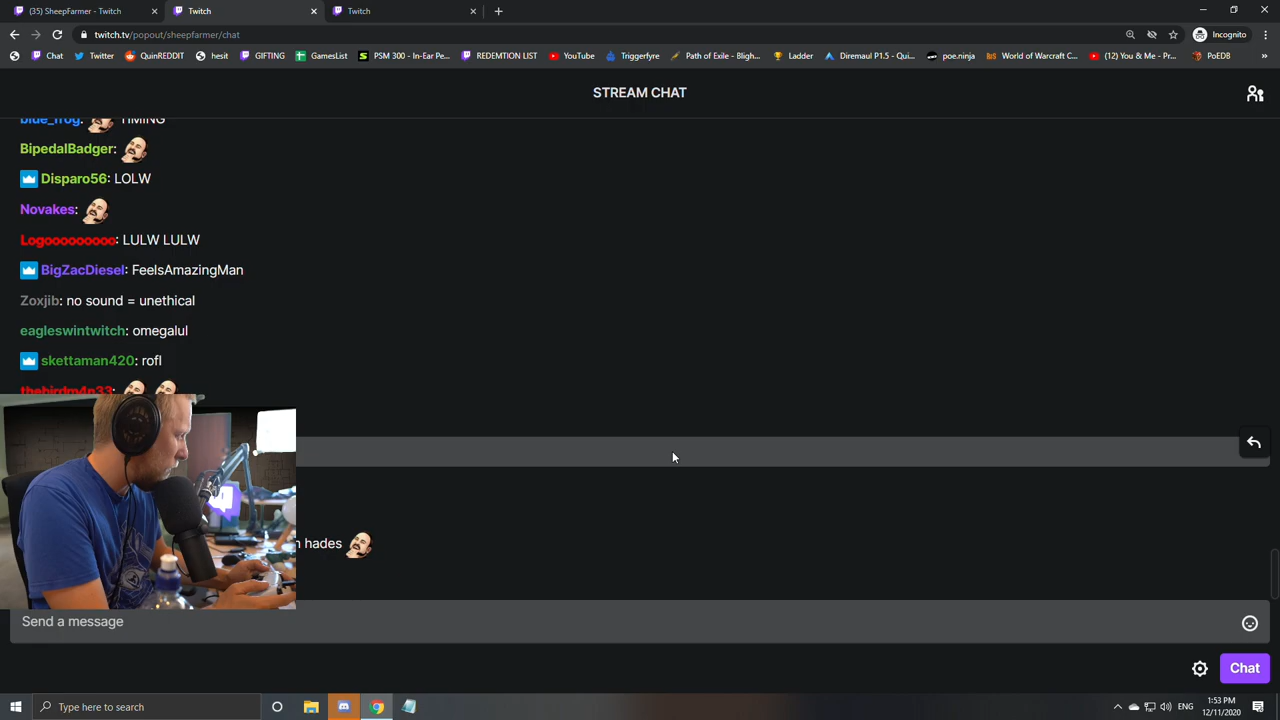 (35) SheepFarmer - Twitch
Twitch
Twitch
twitch.tv/popout/sheepfarmer/chat
Incognito
Chat
Twitter
QuinREDDIT
hesit
GIFTING
GamesList
PSM 300 - In-Ear Pe...
REDEMTION LIST
YouTube
Triggerfyre
Path of Exile - Bligh...
Ladder
Diremaul P1.5 - Qui...
poe.ninja
World of Warcraft C...
(12) You & Me - Pr...
PoEDB
STREAM CHAT
blue_frog: TIMING
BipedalBadger:
Disparo56: LOLW
Novakes:
Logooooooooo: LULW LULW
BigZacDiesel: FeelsAmazingMan
Zoxjib: no sound = unethical
eagleswintwitch: omegalul
skettaman420: rofl
thebirdm4n33:
hades
Send a message
Chat
Type here to search
ENG
1:53 PM
12/11/2020